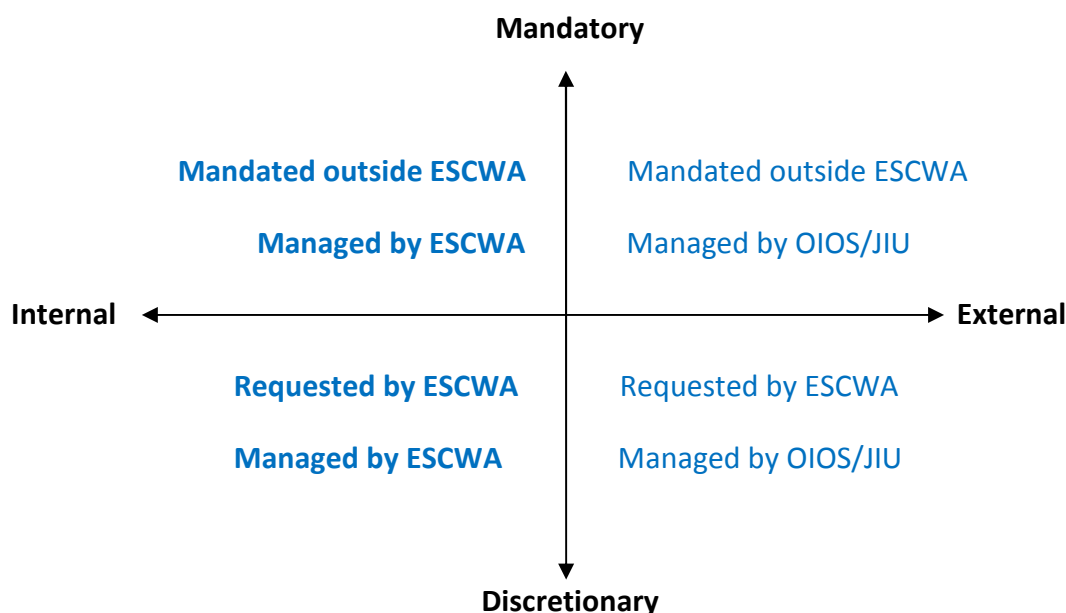 Mandatory
Mandated outside ESCWA
Mandated outside ESCWA
Managed by ESCWA
Managed by OIOS/JIU
Internal
External
Requested by ESCWA
Requested by ESCWA
Managed by ESCWA
Managed by OIOS/JIU
Discretionary